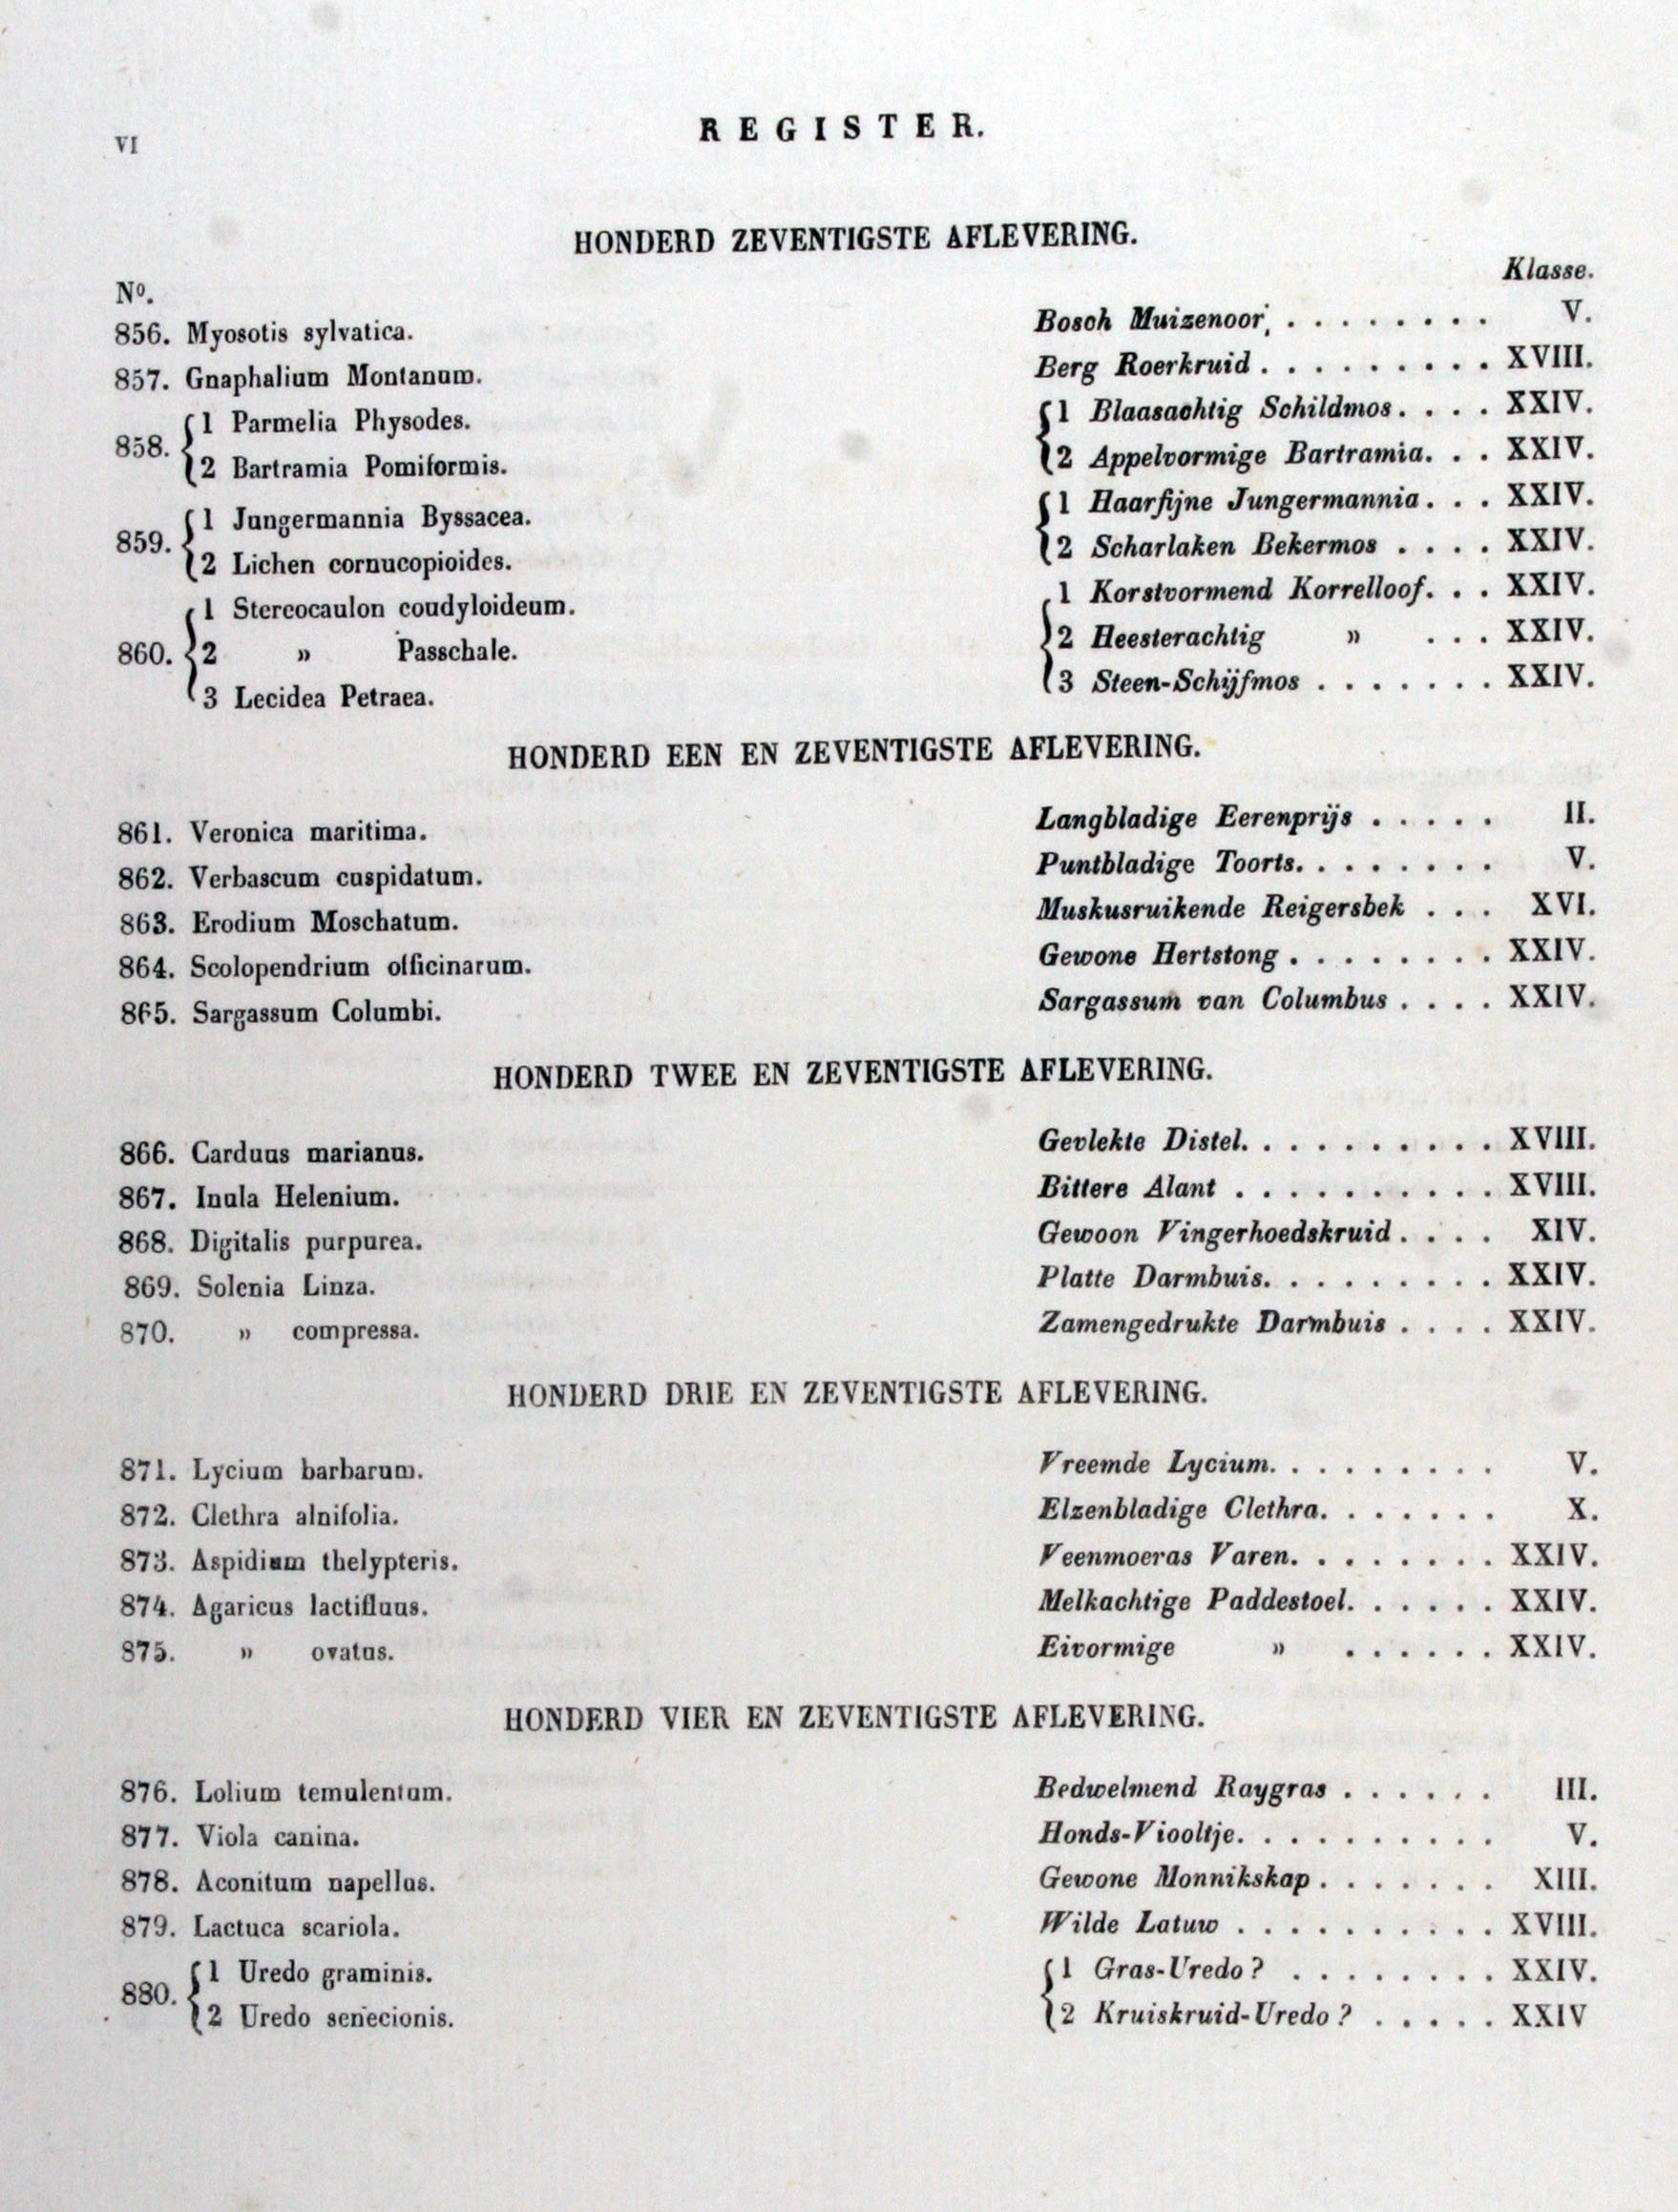 VI
REGISTER.
HONDERD ZEVENTIGSTE AFLEVERING.
No. Klasse.
856. Myosotis sylvatica. Bosch Muizenoor, . . . . . . . . V.
857. Gnaphalium Montanum. Berg Roerkruid . . . . . . . . . XVIII.
858. {1 Parmelia Physodes. {1 Blaasachtig Schildmos. . . . XXIV.
{2 Bartramia Pomiformis. {2 Appelvormige Bartramia. . . XXIV.
859. {1 Jungermannia Byssacea. {1 Haarfijne Jungermannia. . . XXIV.
{2 Lichen cornucopioides. {2 Scharlaken Bekermos . . . . XXIV.
{1 Stereocaulon coudyloideum. {1 Korstvormend Korrelloof. . . XXIV.
860. {2 » Passchale. {2 Heesterachtig » . . . XXIV.
{3 Lecidea Petraea. {3 Steen-Schijfmos . . . . . . . XXIV.
HONDERD EEN EN ZEVENTIGSTE AFLEVERING.
861. Veronica maritima. Langbladige Eerenprijs . . . . . II.
862. Verbascum cuspidatum. Puntbladige Toorts. . . . . . . . V.
863. Erodium Moschatum. Muskusruikende Reigersbek . . . XVI.
864. Scolopendrium officinarum. Gewone Hertstong . . . . . . . . XXIV.
865. Sargassum Columbi. Sargassum van Columbus . . . . XXIV.
HONDERD TWEE EN ZEVENTIGSTE AFLEVERING.
866. Carduus marianus. Gevlekte Distel. . . . . . . . . . XVIII.
867. Inula Helenium. Bittere Alant . . . . . . . . . . XVIII.
868. Digitalis purpurea. Gewoon Vingerhoedskruid . . . . XIV.
869. Solenia Linza. Platte Darmbuis. . . . . . . . . XXIV.
870. » compressa. Zamengedrukte Darmbuis . . . . XXIV.
HONDERD DRIE EN ZEVENTIGSTE AFLEVERING.
871. Lycium barbarum. Vreemde Lycium. . . . . . . . . V.
872. Clethra alnifolia. Elzenbladige Clethra. . . . . . . X.
873. Aspidium thelypteris. Veenmoeras Varen. . . . . . . . XXIV.
874. Agaricus lactifluus. Melkachtige Paddestoel. . . . . . XXIV.
875. » ovatus. Eivormige » . . . . . . XXIV.
HONDERD VIER EN ZEVENTIGSTE AFLEVERING.
876. Lolium temulentum. Bedwelmend Raygras . . . . . . III.
877. Viola canina. Honds-Viooltje. . . . . . . . . . V.
878. Aconitum napellus. Gewone Monnikskap . . . . . . . XIII.
879. Lactuca scariola. Wilde Latuw . . . . . . . . . . XVIII.
880. {1 Uredo graminis. {1 Gras-Uredo? . . . . . . . . XXIV.
{2 Uredo senecionis. {2 Kruiskruid-Uredo? . . . . . XXIV